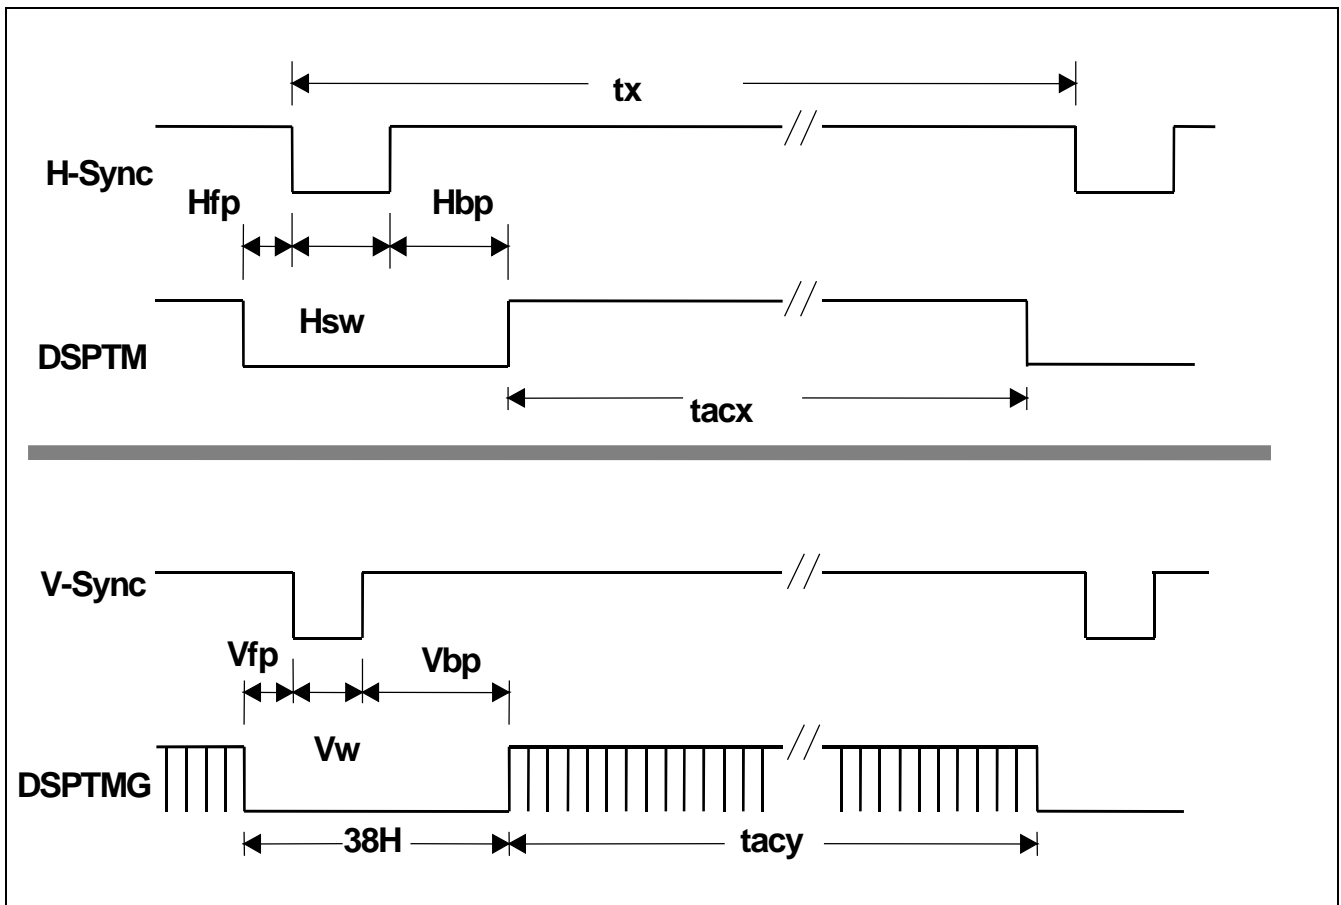 tx
H-Sync
Hfp
Hbp
Hsw
DSPTM
tacx
V-Sync
Vfp
Vbp
Vw
DSPTMG
38H
tacy